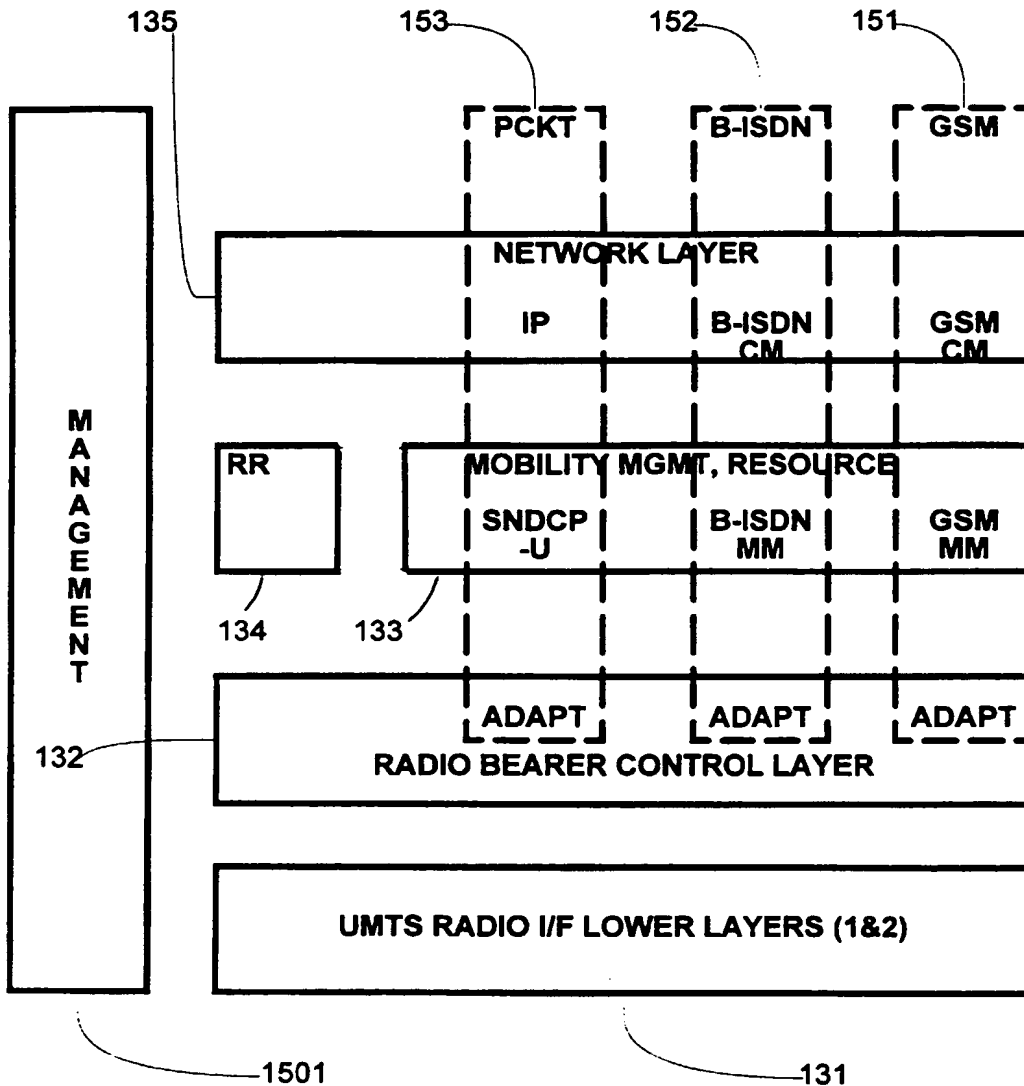 135 153 152 151
PCKT B-ISDN GSM
NETWORK LAYER
IP B-ISDN CM GSM CM
MANAGEMENT
RR MOBILITY MGMT, RESOURCE
SNDCP -U B-ISDN MM GSM MM
134 133
ADAPT ADAPT ADAPT
132
RADIO BEARER CONTROL LAYER
UMTS RADIO I/F LOWER LAYERS (1&2)
1501 131